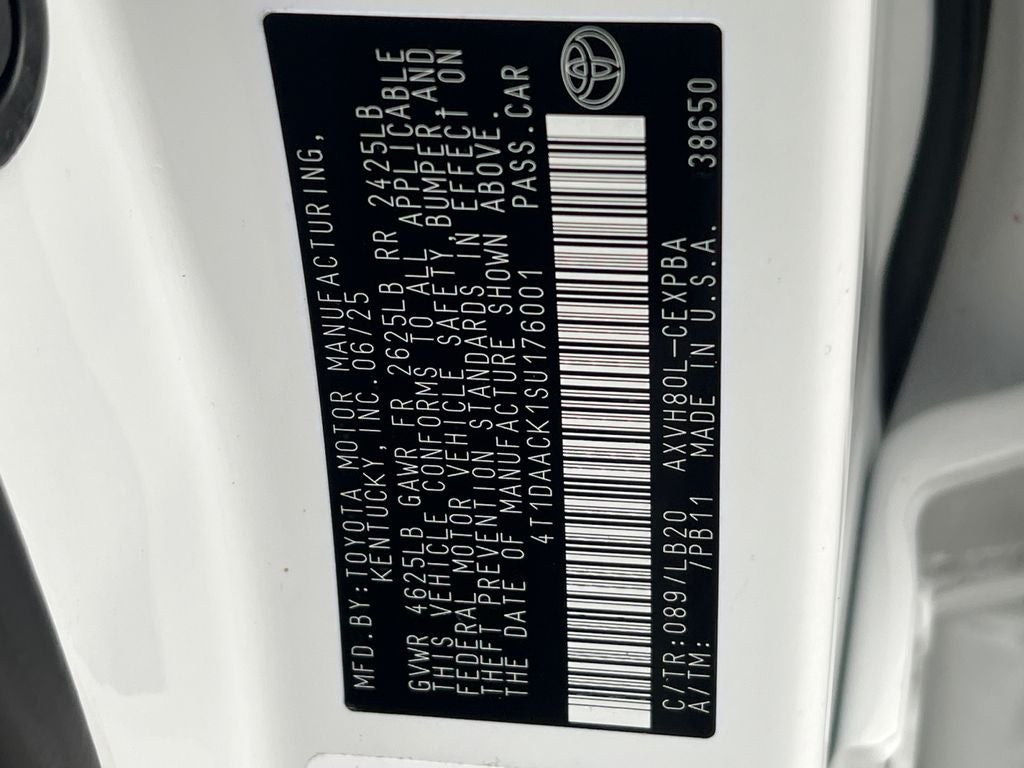 MFD.BY:TOYOTA MOTOR MANUFACTURING,
KENTUCKY, INC. 06/25
GVWR 4625LB GAWR FR 2625LB RR 2425LB
THIS VEHICLE CONFORMS TO ALL APPLICABLE
FEDERAL MOTOR VEHICLE SAFETY, BUMPER, AND
THEFT PREVENTION STANDARDS IN EFFECT ON
THE DATE OF MANUFACTURE SHOWN ABOVE.
4T1DAACK1SU176001 PASS.CAR
C/TR:089/LB20 AXVH80L-CEXPBA
A/TM: 7PB11 MADE IN U.S.A. 38650